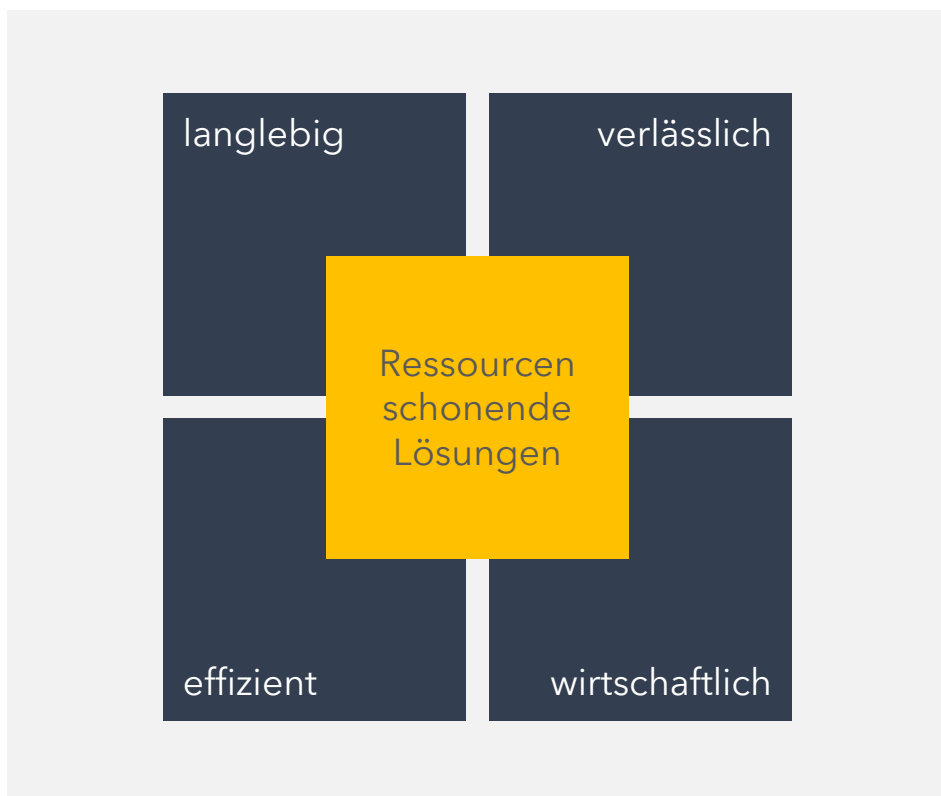 langlebig
verlässlich
Ressourcen
schonende
Lösungen
effizient
wirtschaftlich